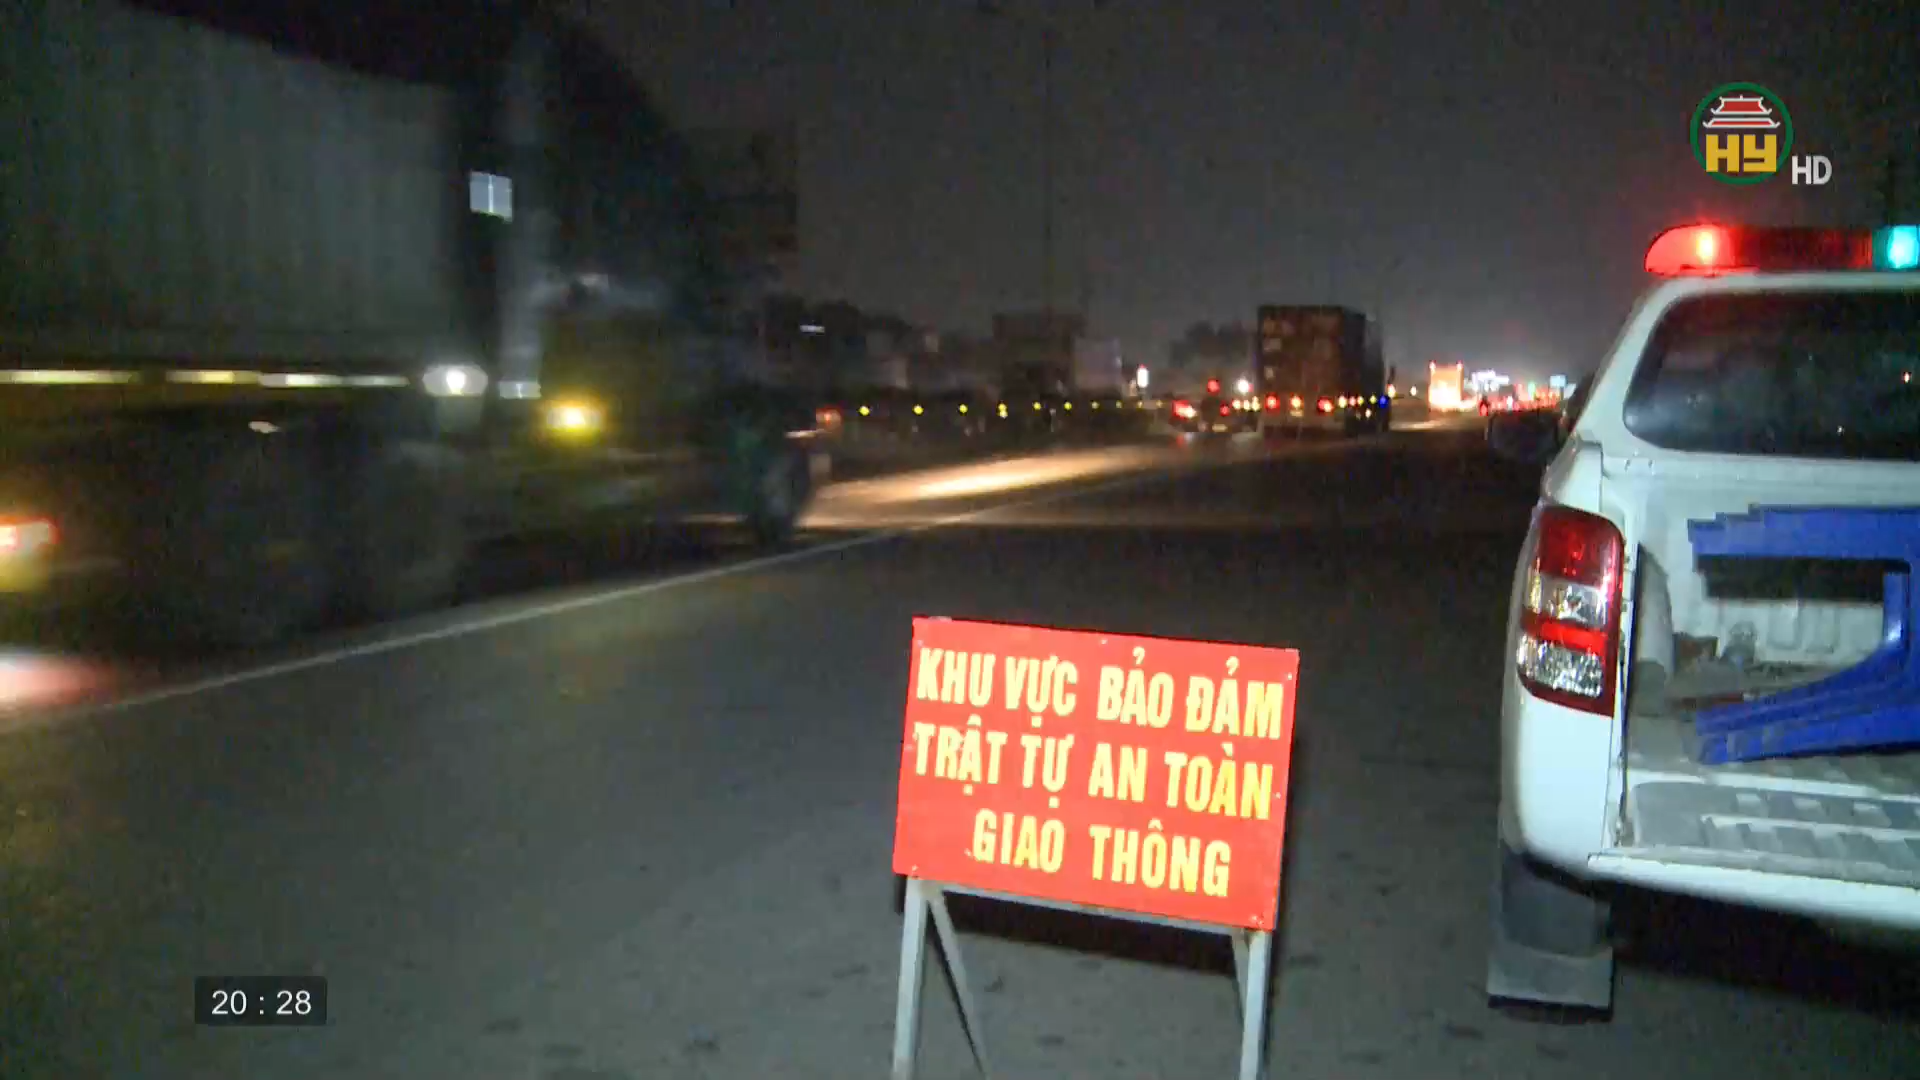 HY HD
KHU VỰC BẢO ĐẢM
TRẬT TỰ AN TOÀN
GIAO THÔNG
20 : 28